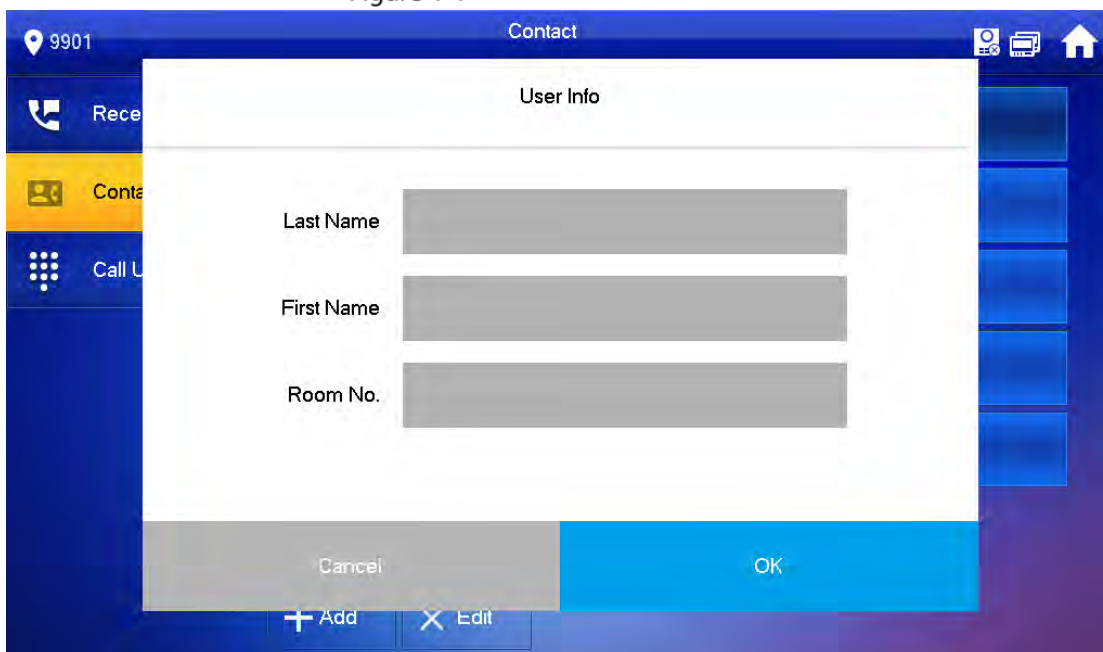 9901
Contact
Rece
User Info
Conta
Last Name
Call U
First Name
Room No.
Cancel
OK
Add
Edit